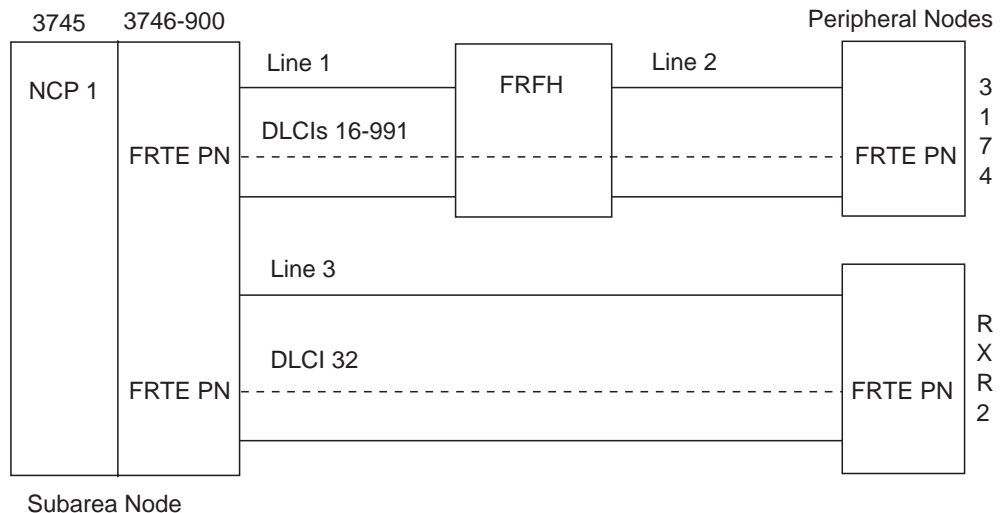 3745 3746-900 Peripheral Nodes
Line 1
FRFH
Line 2
NCP 1
DLCIs 16-991
FRTE PN
FRTE PN
3
1
7
4
Line 3
DLCI 32
FRTE PN
FRTE PN
R
X
R
2
Subarea Node